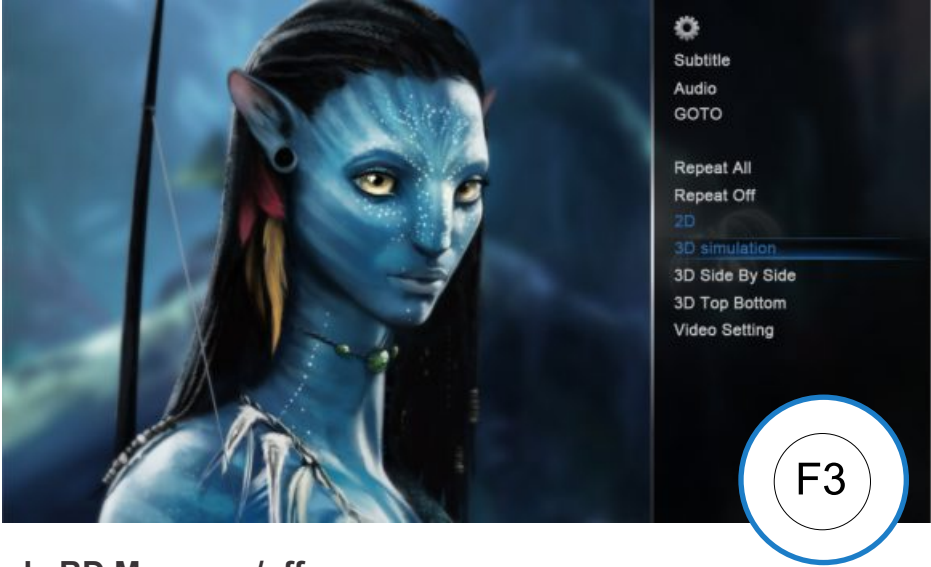 Subtitle
Audio
GOTO
Repeat All
Repeat Off
2D
3D simulation
3D Side By Side
3D Top Bottom
Video Setting
F3